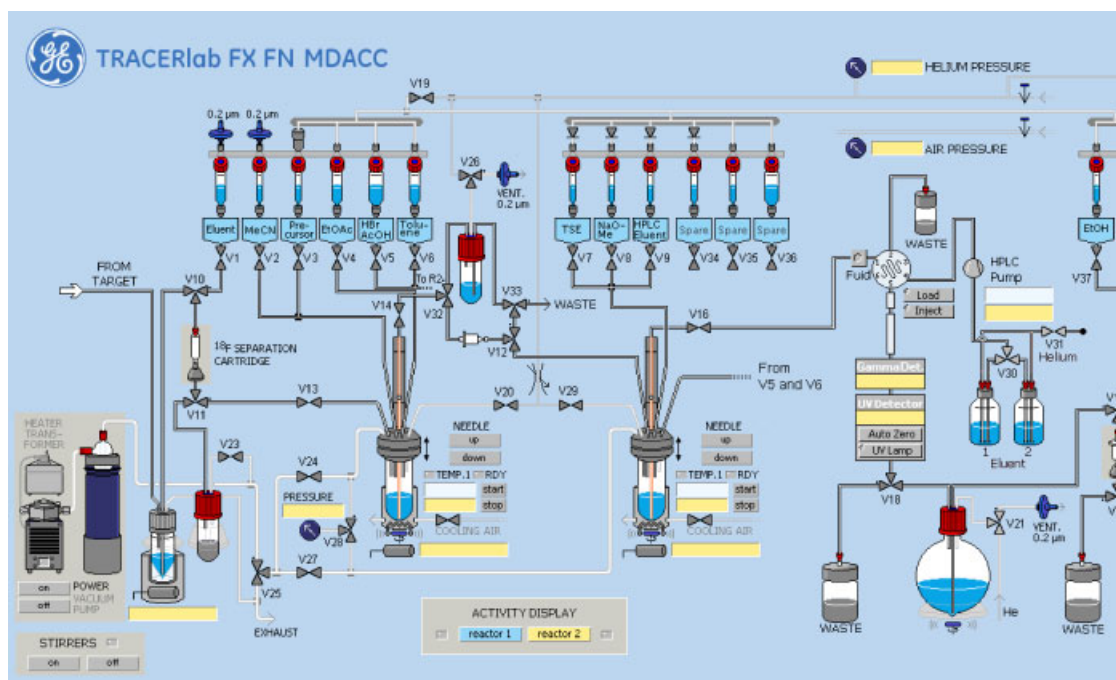 GE TRACERlab FX FN MDACC
HELIUM PRESSURE
AIR PRESSURE
V19
0.2 µm 0.2 µm
V26
VENT.
0.2 µm
Eluent
MeCN
Pre-
cursor
EtOAc
HBr
AcOH
Tolu-
ene
V1 V2 V3 V4 V5 V6
TSE
NaO-
Me
HPLC
Eluent
Spare
Spare
Spare
V7 V8 V9 V34 V35 V36
WASTE
EtOH
V37
FROM
TARGET
V10
To R2
V14
V32
V33
WASTE
V12
V16
Fuid
Load
Inject
HPLC
Pump
V31
Helium
V30
18F SEPARATION
CARTRIDGE
V11
V13
V20
V29
From
V5 and V6
GammaDet.
UV Detector
Auto Zero
UV Lamp
1 2
Eluent
HEATER
TRANS-
FORMER
V23
V24
NEEDLE
up
down
TEMP.1 RDY
start
stop
COOLING AIR
NEEDLE
up
down
TEMP.1 RDY
start
stop
COOLING AIR
PRESSURE
V28
V27
V25
V18
V21
VENT.
0.2 µm
He
on
off
POWER
VACUUM
PUMP
EXHAUST
WASTE
WASTE
STIRRERS
on off
ACTIVITY DISPLAY
reactor 1 reactor 2